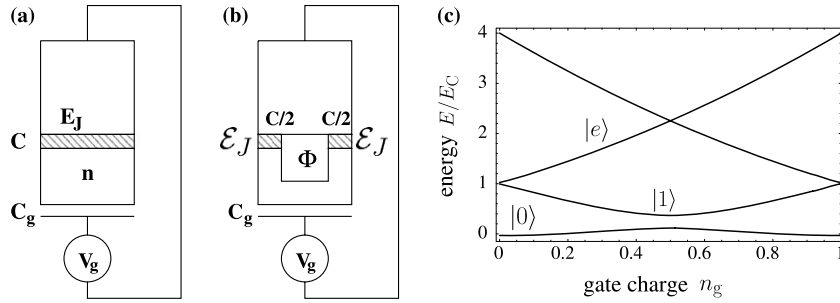 (a)
E_J
C
n
C_g
V_g
(b)
C/2 C/2
ℰ_J Φ ℰ_J
C_g
V_g
(c)
energy E/E_C
4
3
2
1
0
|e⟩
|1⟩
|0⟩
0 0.2 0.4 0.6 0.8 1
gate charge n_g